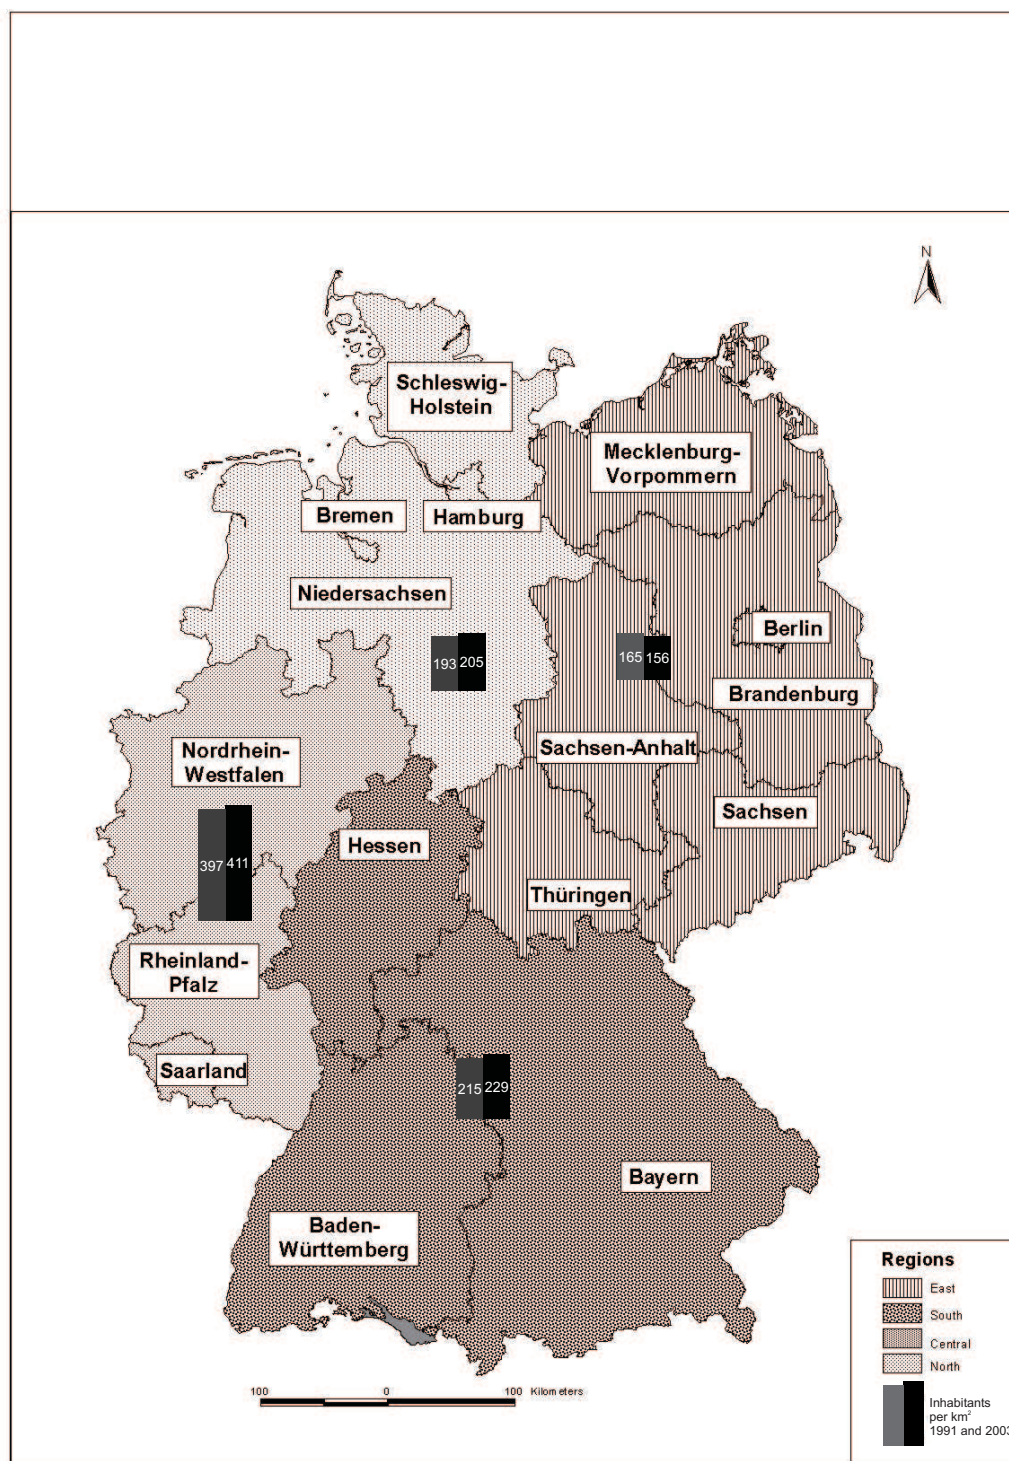 N
Schleswig-
Holstein
Mecklenburg-
Vorpommern
Bremen
Hamburg
Niedersachsen
Berlin
193
205
165
156
Brandenburg
Nordrhein-
Westfalen
Sachsen-Anhalt
Sachsen
Hessen
397
411
Thüringen
Rheinland-
Pfalz
Saarland
215
229
Bayern
Baden-
Württemberg
Regions
East
South
Central
North
Inhabitants
per km²
1991 and 2003
100 0 100 Kilometers